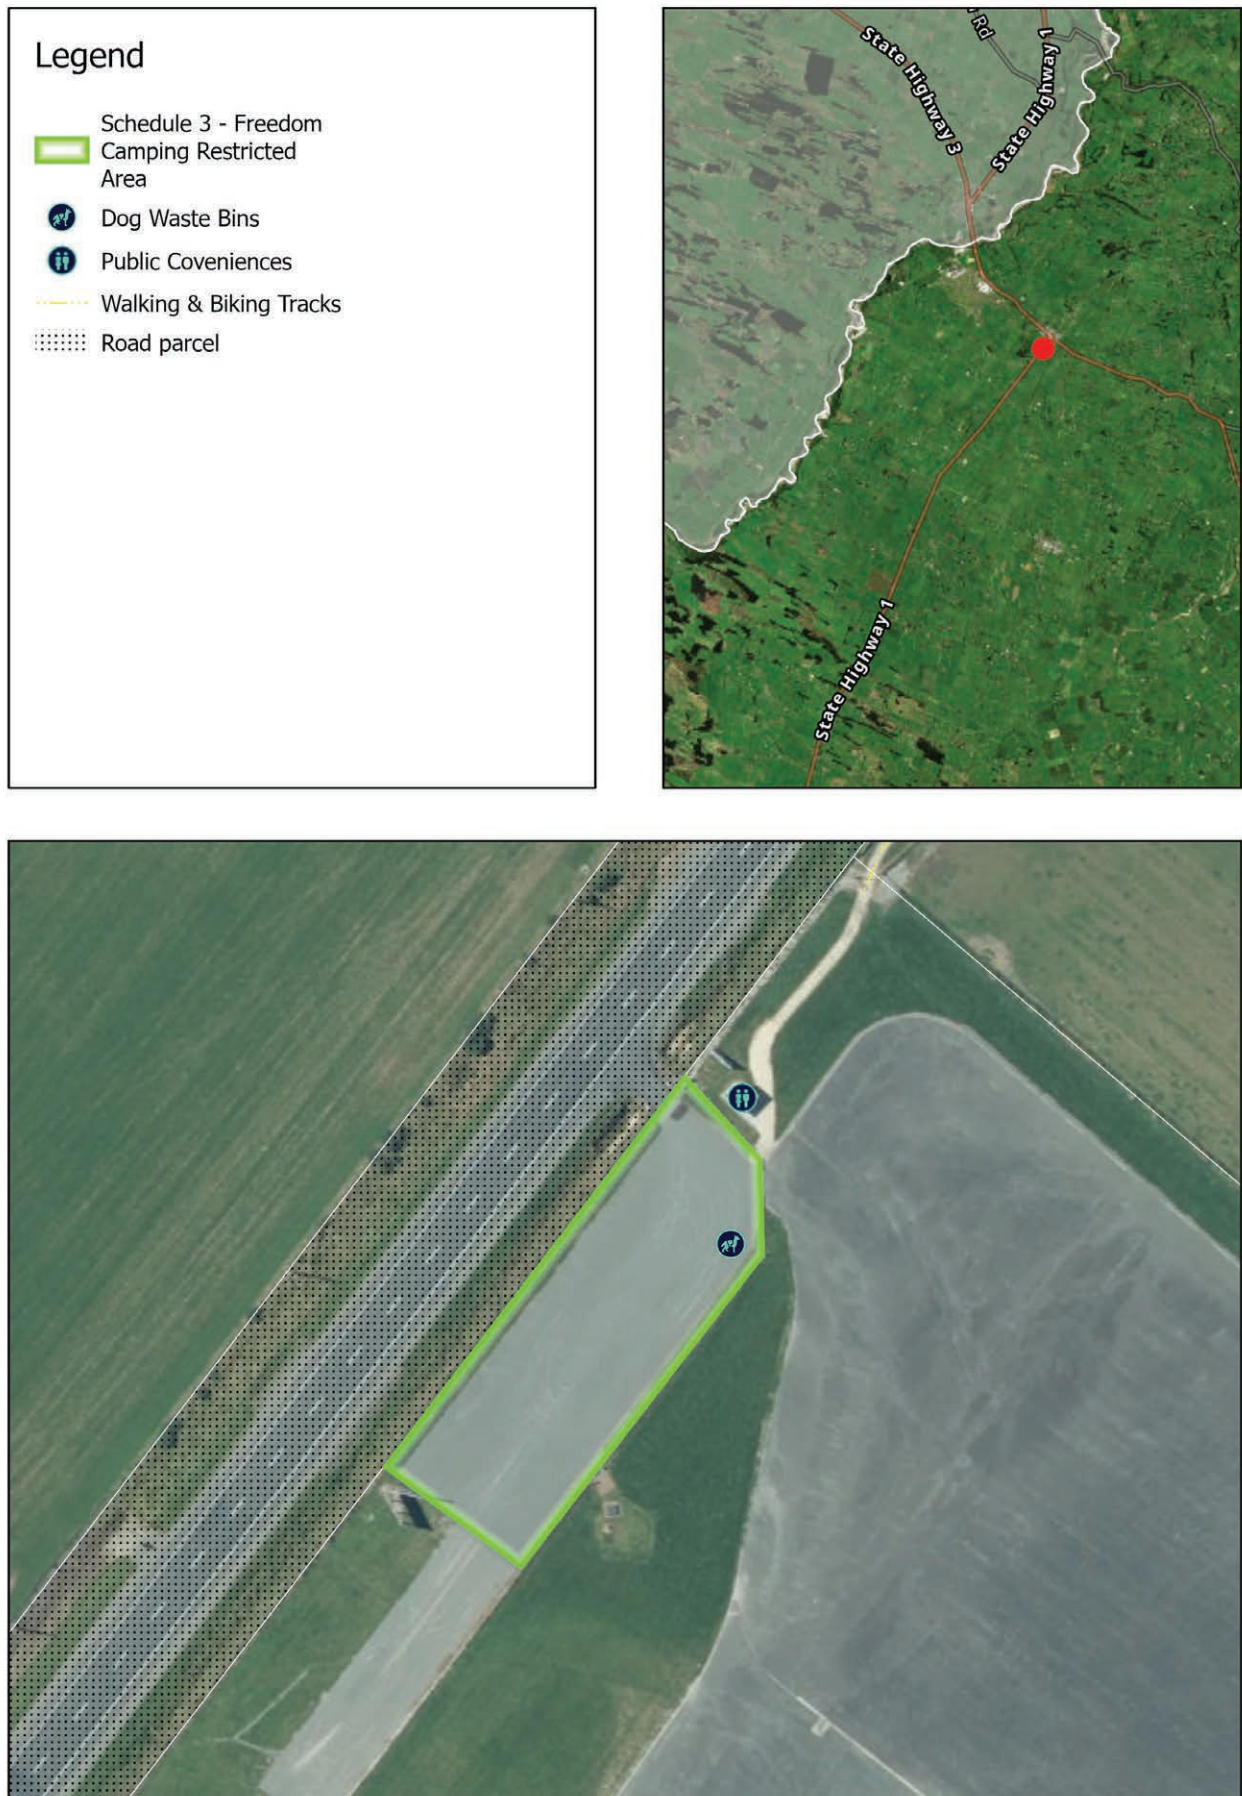 Legend
Schedule 3 - Freedom
Camping Restricted
Area
Dog Waste Bins
Public Coveniences
Walking & Biking Tracks
Road parcel
Rd
State Highway 3
State Highway 1
State Highway 1